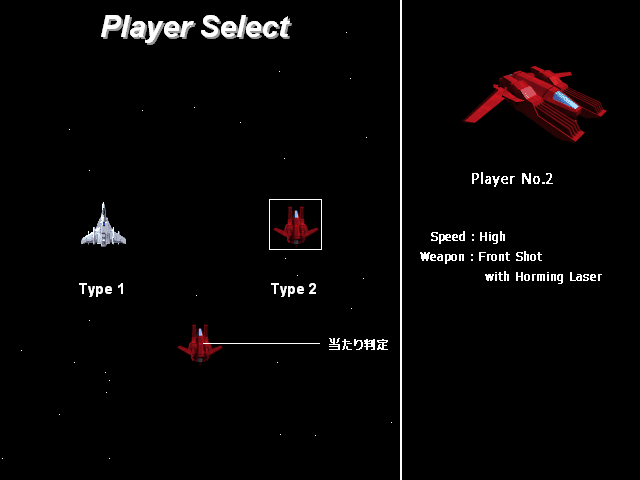 Player Select
Player No.2
Speed : High
Weapon : Front Shot
with Horming Laser
Type 1
Type 2
当たり判定